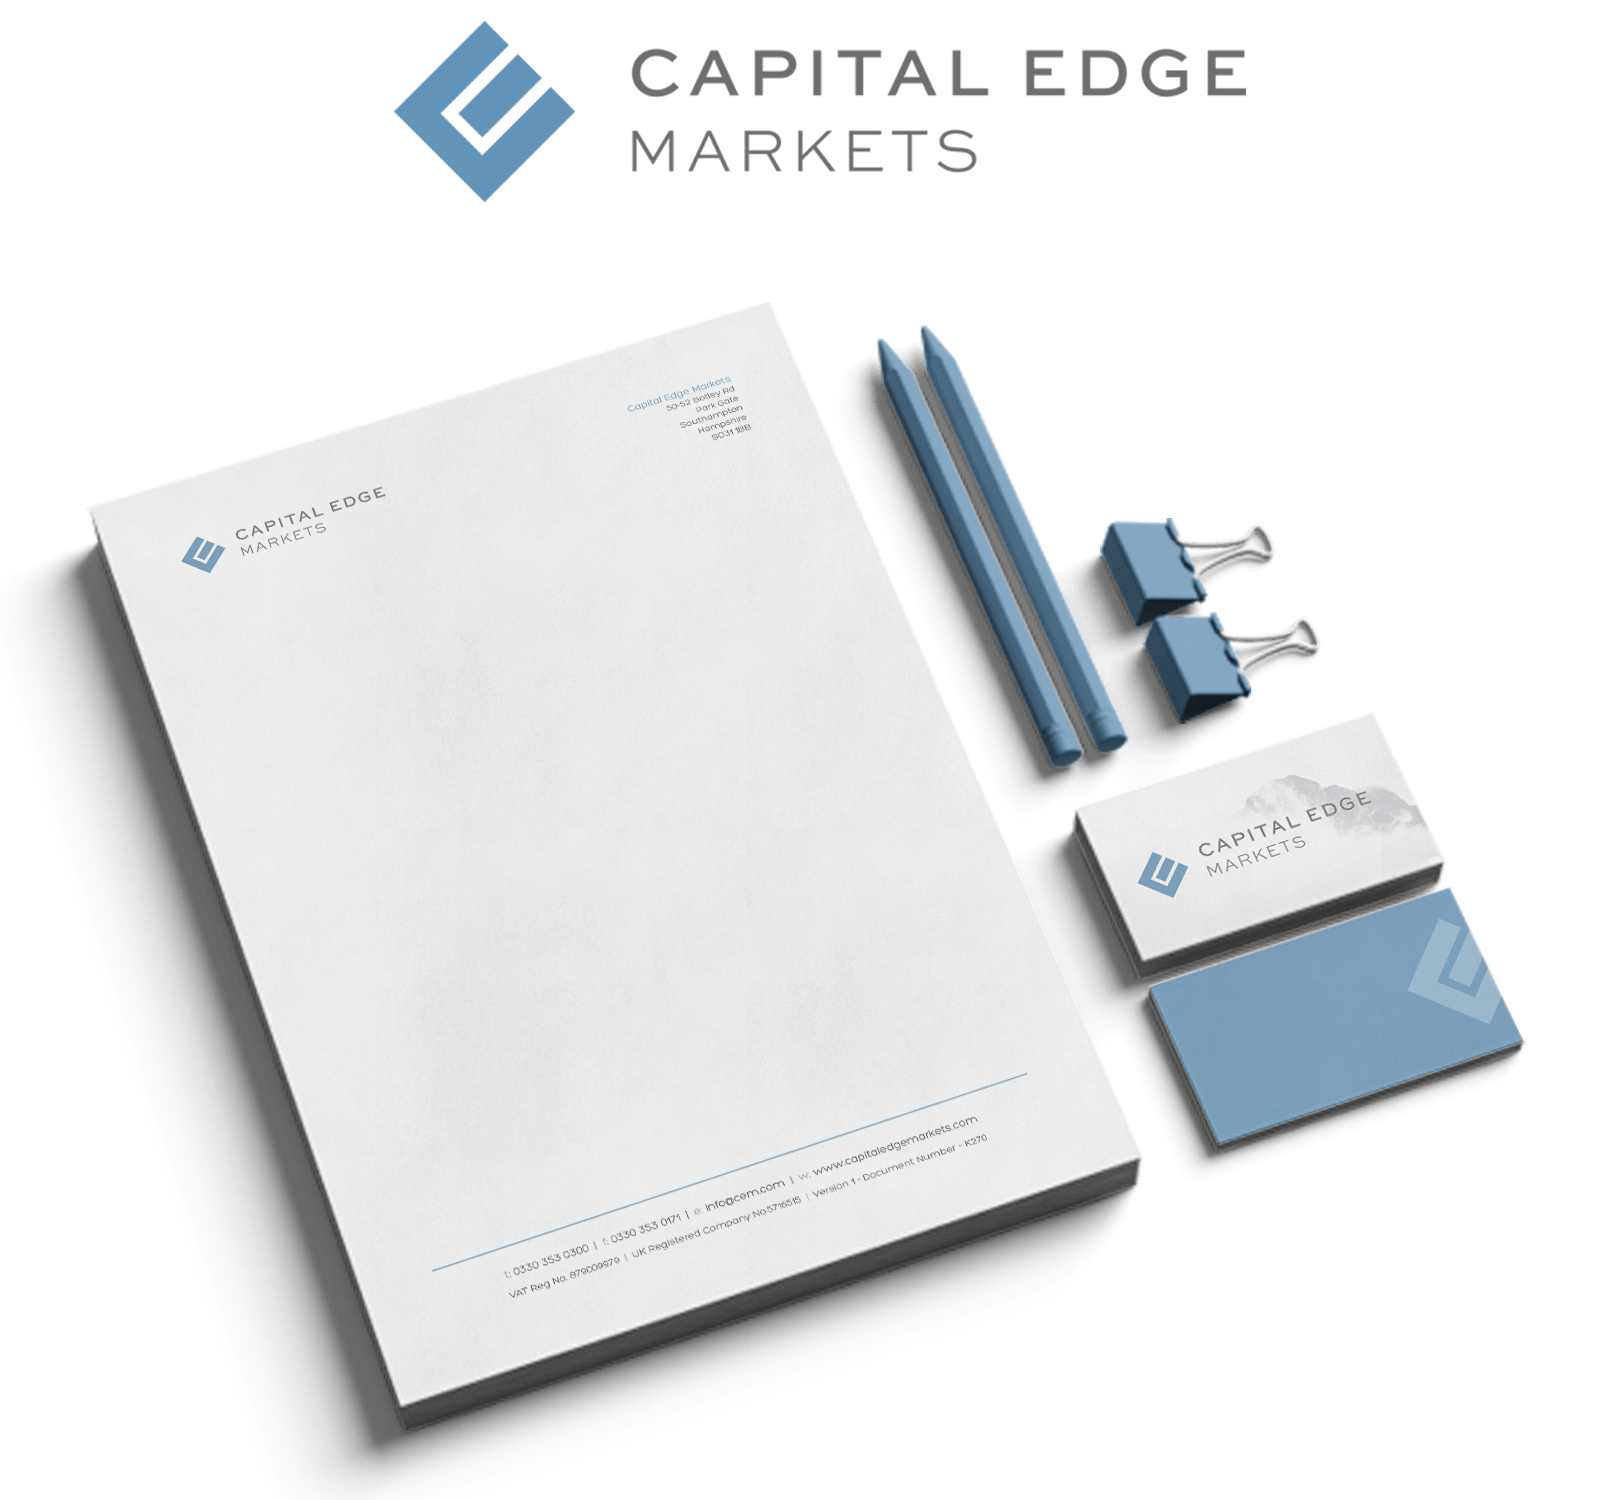 CAPITAL EDGE
MARKETS
Capital Edge Markets
50-52 Botley Rd
Park Gate
Southampton
Hampshire
SO31 1BB
CAPITAL EDGE
MARKETS
t: 0330 353 0300 | f: 0330 353 0171 | e: info@cem.com | w: www.capitaledgemarkets.com
VAT Reg No. 879009979 | UK Registered Company No.5716515 | Version 1 - Document Number - K270
CAPITAL EDGE
MARKETS